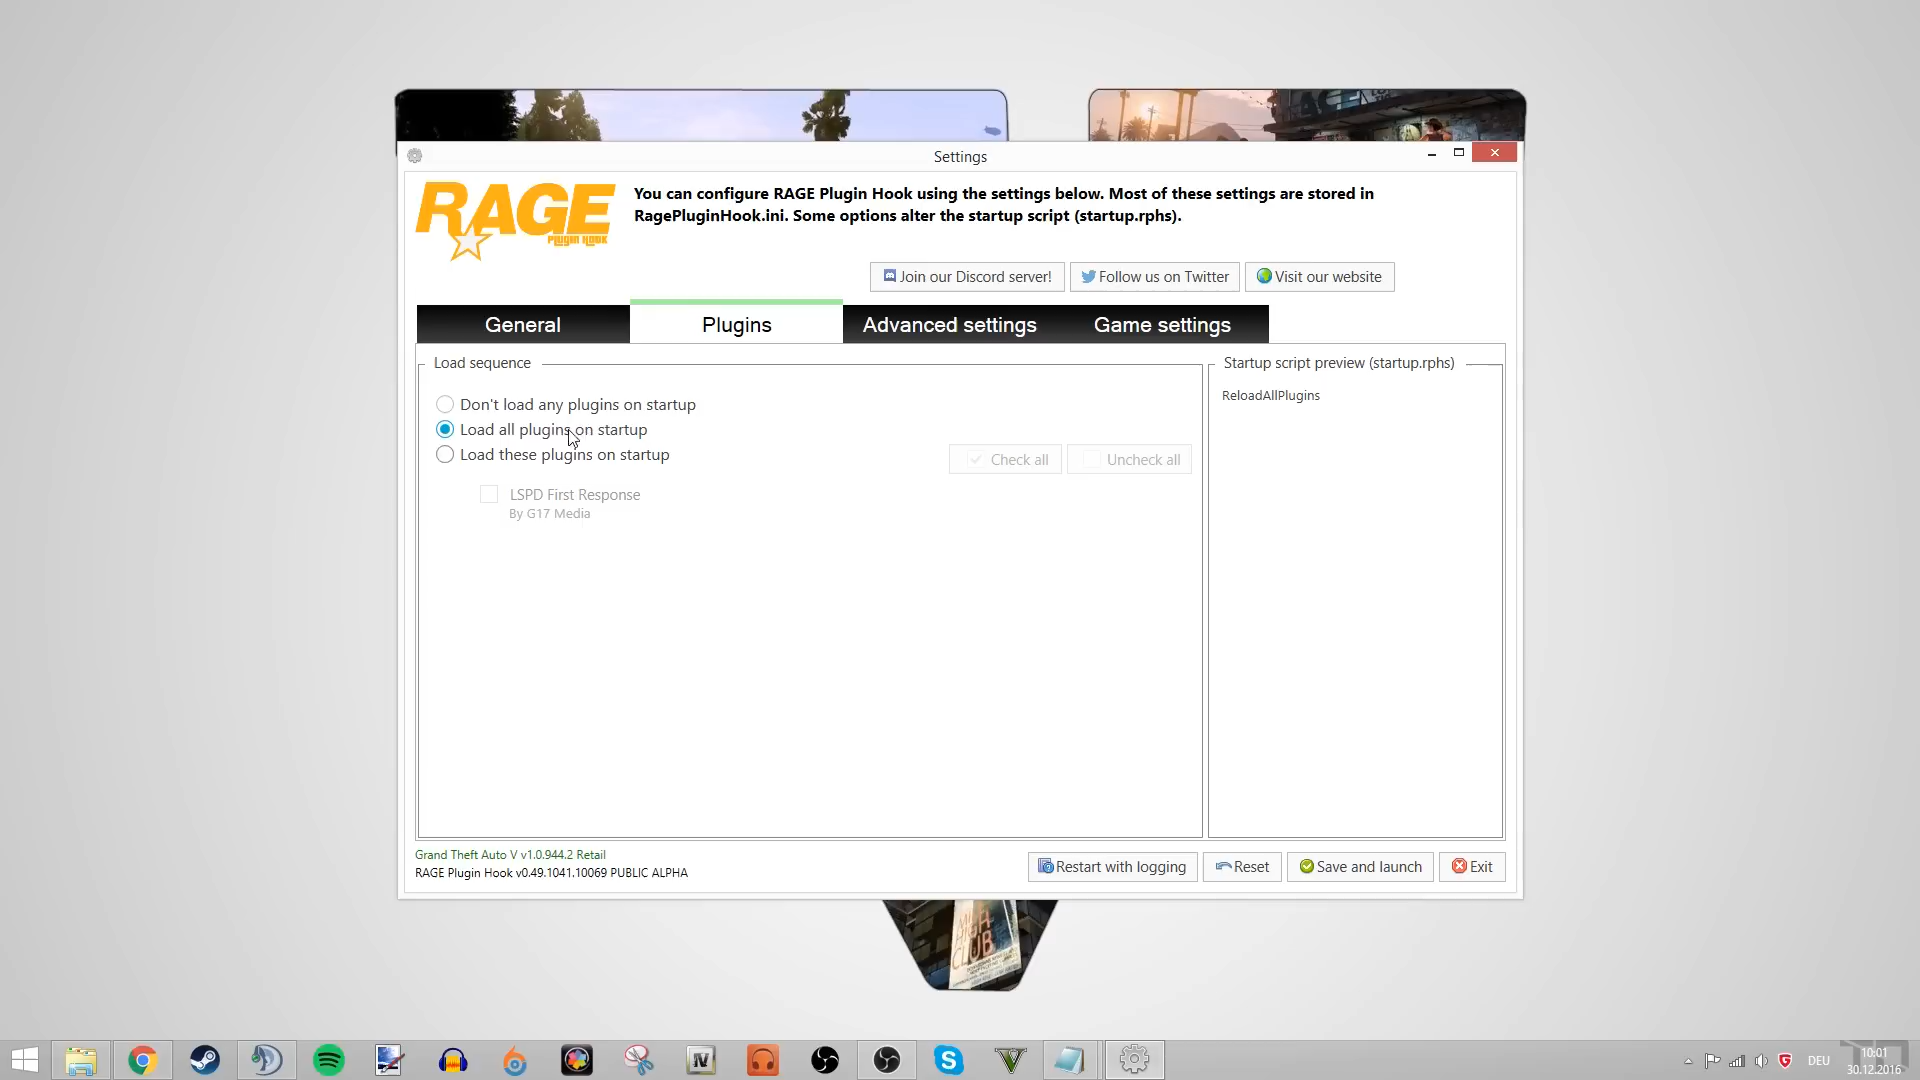 Settings
RAGE
PLUGIN HOOK
You can configure RAGE Plugin Hook using the settings below. Most of these settings are stored in
RagePluginHook.ini. Some options alter the startup script (startup.rphs).
Join our Discord server!
Follow us on Twitter
Visit our website
General
Plugins
Advanced settings
Game settings
Load sequence
Don't load any plugins on startup
Load all plugins on startup
Load these plugins on startup
Check all
Uncheck all
LSPD First Response
By G17 Media
Startup script preview (startup.rphs)
ReloadAllPlugins
Grand Theft Auto V v1.0.944.2 Retail
RAGE Plugin Hook v0.49.1041.10069 PUBLIC ALPHA
Restart with logging
Reset
Save and launch
Exit
HIGH
CLUB
IV
DEU
10:01
30.12.2016